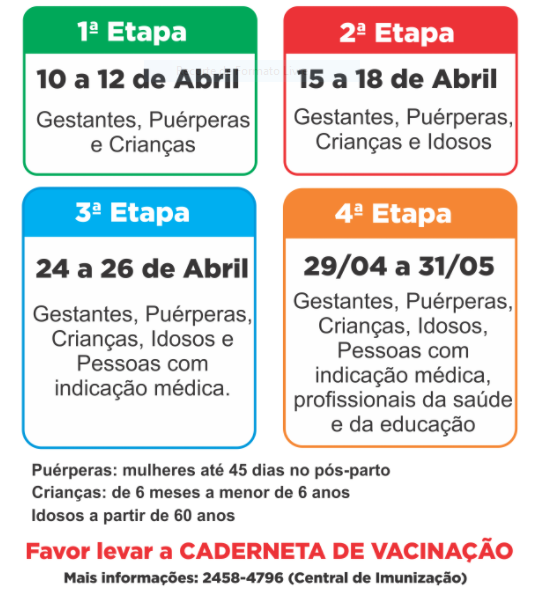 1ª Etapa
10 a 12 de Abril
Gestantes, Puérperas
e Crianças
2ª Etapa
15 a 18 de Abril
Gestantes, Puérperas,
Crianças e Idosos
3ª Etapa
24 a 26 de Abril
Gestantes, Puérperas,
Crianças, Idosos e
Pessoas com
indicação médica.
4ª Etapa
29/04 a 31/05
Gestantes, Puérperas,
Crianças, Idosos,
Pessoas com
indicação médica,
profissionais da saúde
e da educação
Puérperas: mulheres até 45 dias no pós-parto
Crianças: de 6 meses a menor de 6 anos
Idosos a partir de 60 anos
Favor levar a CADERNETA DE VACINAÇÃO
Mais informações: 2458-4796 (Central de Imunização)